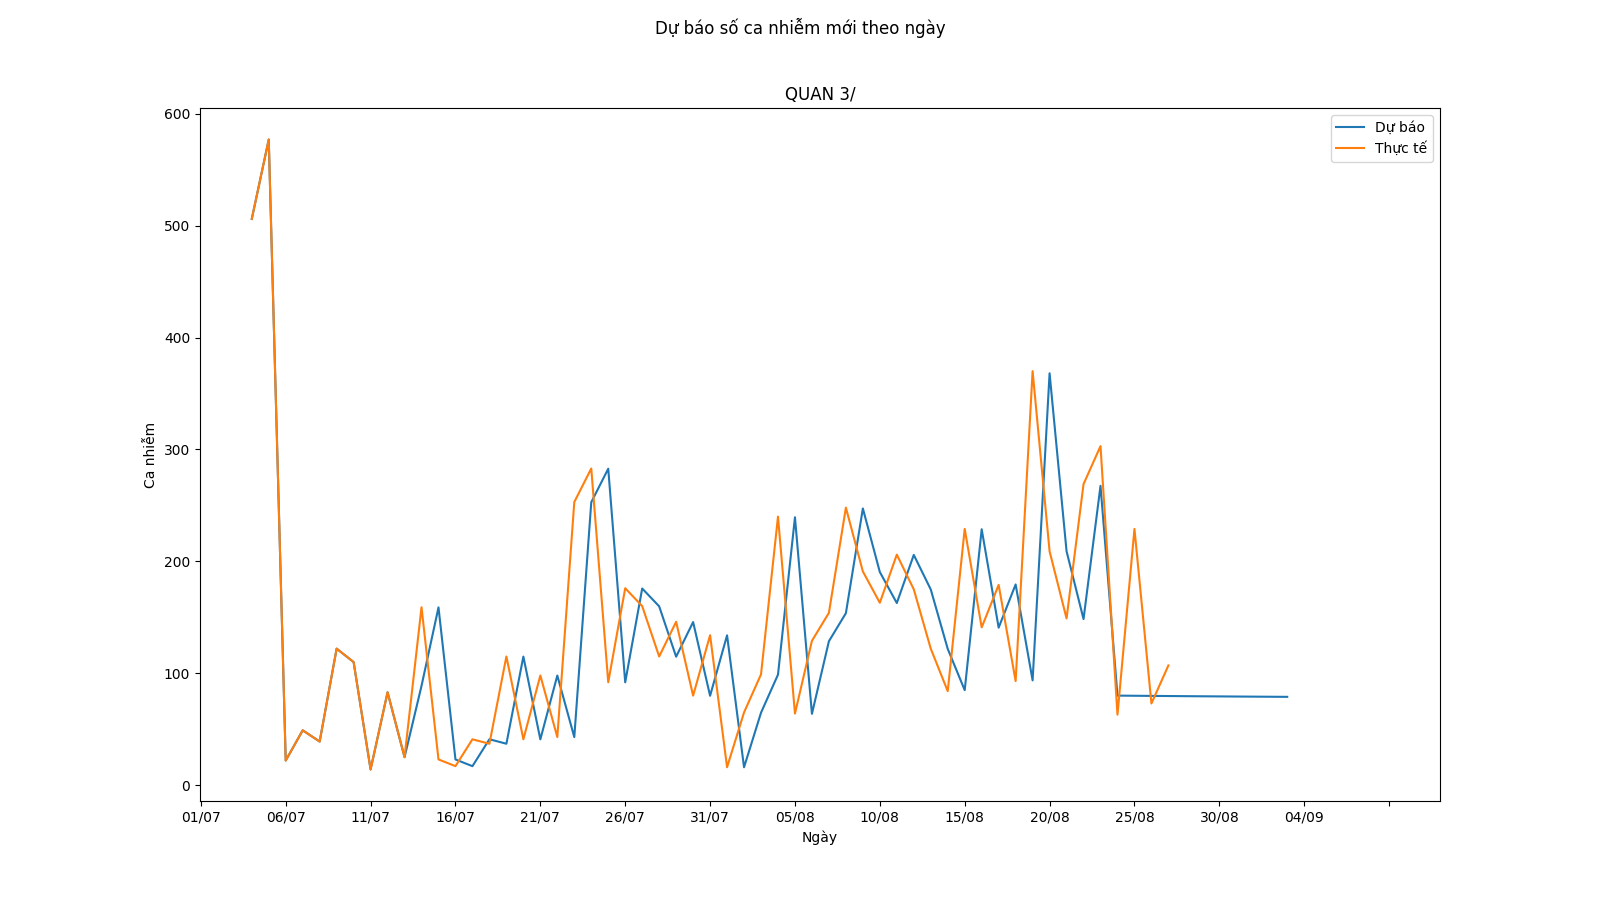 Dự báo số ca nhiễm mới theo ngày
QUAN 3/
Dự báo
Thực tế
600
500
400
300
200
100
0
Ca nhiễm
01/07 06/07 11/07 16/07 21/07 26/07 31/07 05/08 10/08 15/08 20/08 25/08 30/08 04/09
Ngày